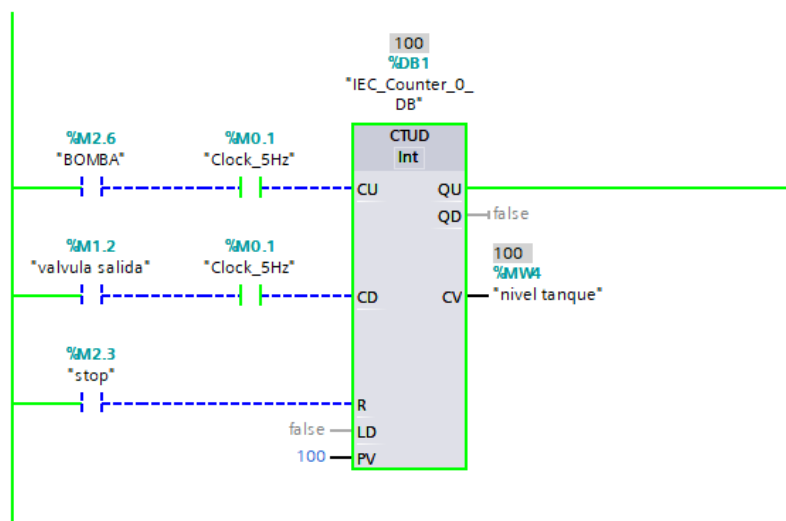 100
%DB1
"IEC_Counter_0_
DB"
CTUD
Int
%M2.6
"BOMBA"
%M0.1
"Clock_5Hz"
CU
QU
QD
false
%M1.2
"valvula salida"
%M0.1
"Clock_5Hz"
CD
CV
100
%MW4
"nivel tanque"
%M2.3
"stop"
R
false
LD
100
PV